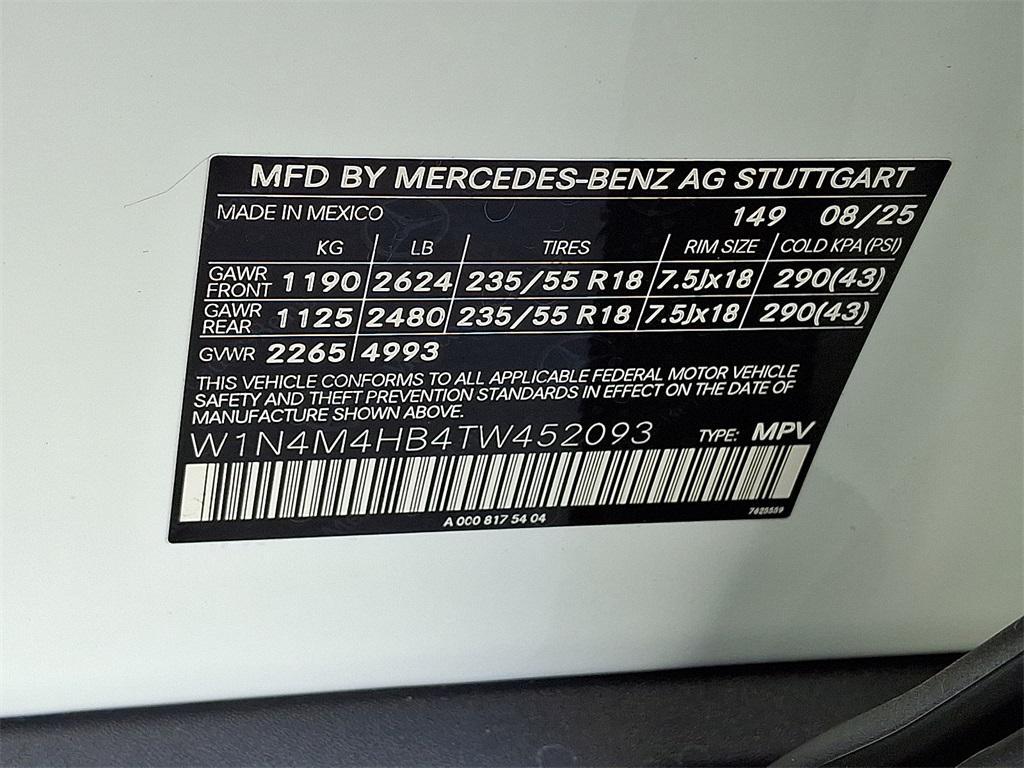 MFD BY MERCEDES-BENZ AG STUTTGART
MADE IN MEXICO 149 08/25
KG LB TIRES RIM SIZE COLD KPA(PSI)
GAWR FRONT 1190 2624 235/55 R18 7.5Jx18 290(43)
GAWR REAR 1125 2480 235/55 R18 7.5Jx18 290(43)
GVWR 2265 4993
THIS VEHICLE CONFORMS TO ALL APPLICABLE FEDERAL MOTOR VEHICLE
SAFETY AND THEFT PREVENTION STANDARDS IN EFFECT ON THE DATE OF
MANUFACTURE SHOWN ABOVE.
W1N4M4HB4TW452093 TYPE: MPV
A 000 817 54 04